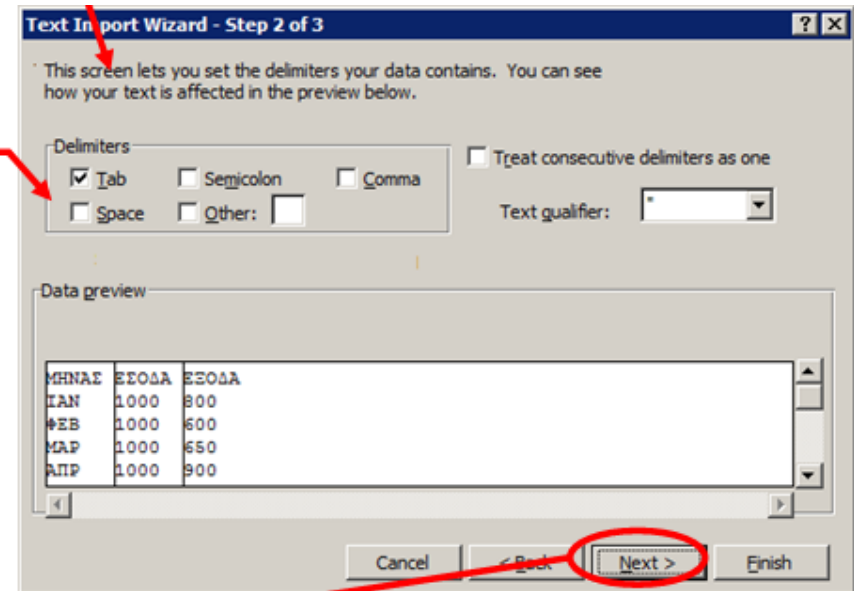 Text Import Wizard - Step 2 of 3
This screen lets you set the delimiters your data contains. You can see
how your text is affected in the preview below.
Delimiters
Tab Semicolon Comma
Space Other:
Treat consecutive delimiters as one
Text qualifier: "
Data preview
ΜΗΝΑΣ ΕΣΟΔΑ ΕΞΟΔΑ
ΙΑΝ 1000 800
ΦΕΒ 1000 600
ΜΑΡ 1000 650
ΑΠΡ 1000 900
Cancel < Back Next > Finish